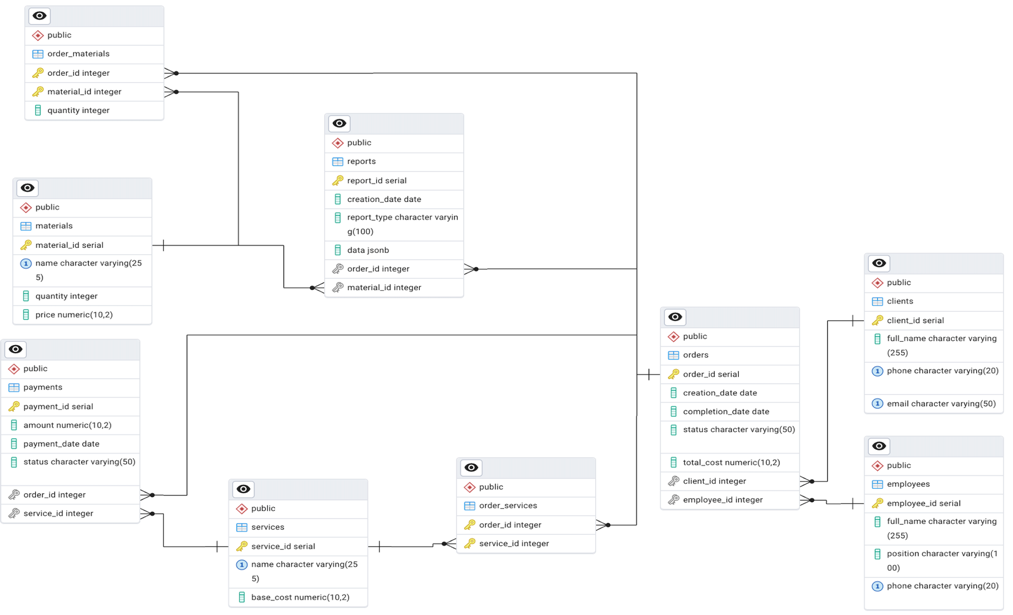 public
order_materials
order_id integer
material_id integer
quantity integer
public
reports
report_id serial
creation_date date
report_type character varyin
g(100)
data jsonb
order_id integer
material_id integer
public
materials
material_id serial
name character varying(25
5)
quantity integer
price numeric(10,2)
public
payments
payment_id serial
amount numeric(10,2)
payment_date date
status character varying(50)
order_id integer
service_id integer
public
services
service_id serial
name character varying(25
5)
base_cost numeric(10,2)
public
order_services
order_id integer
service_id integer
public
orders
order_id serial
creation_date date
completion_date date
status character varying(50)
total_cost numeric(10,2)
client_id integer
employee_id integer
public
clients
client_id serial
full_name character varying
(255)
phone character varying(20)
email character varying(50)
public
employees
employee_id serial
full_name character varying
(255)
position character varying(1
00)
phone character varying(20)